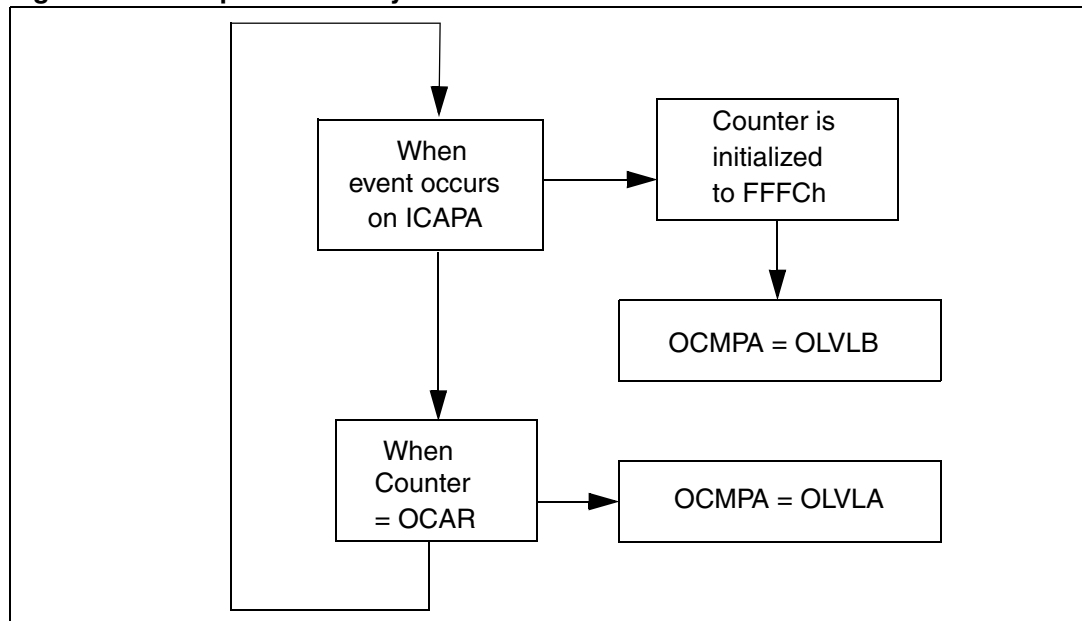 When
event occurs
on ICAPA
Counter is
initialized
to FFFCh
OCMPA = OLVLB
When
Counter
= OCAR
OCMPA = OLVLA